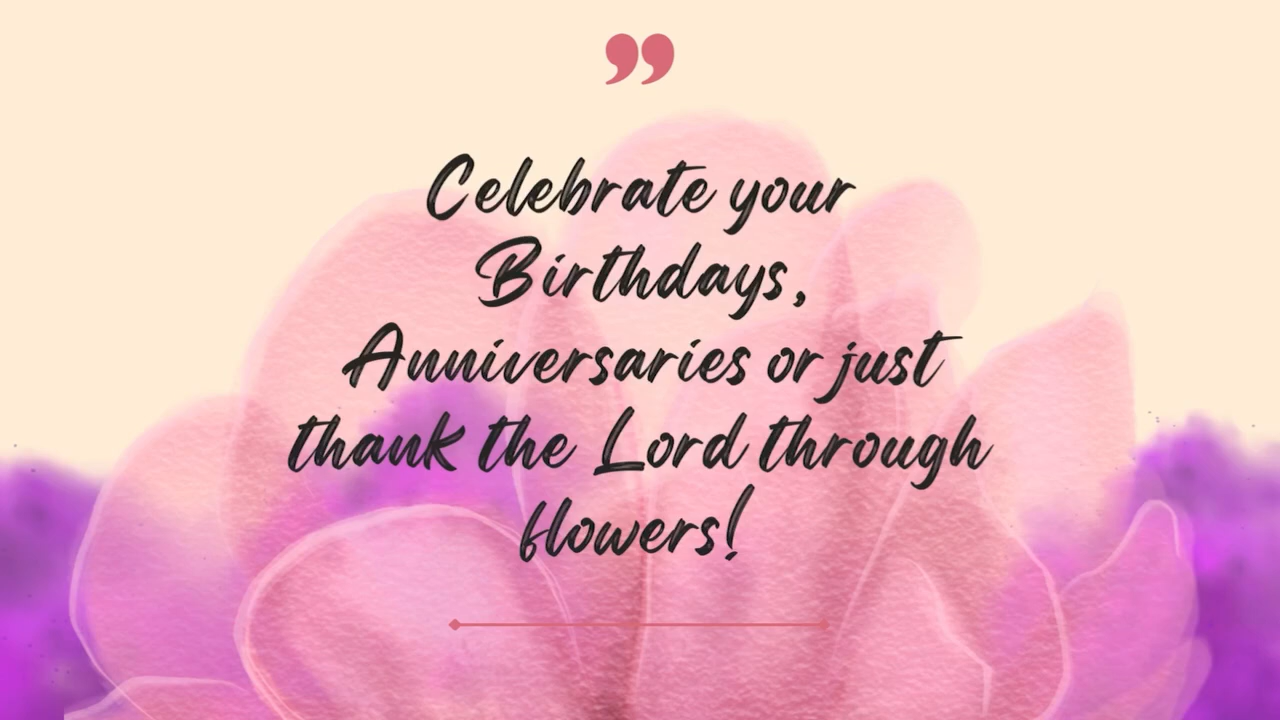 ”
Celebrate your
Birthdays,
Anniversaries or just
thank the Lord through
flowers!